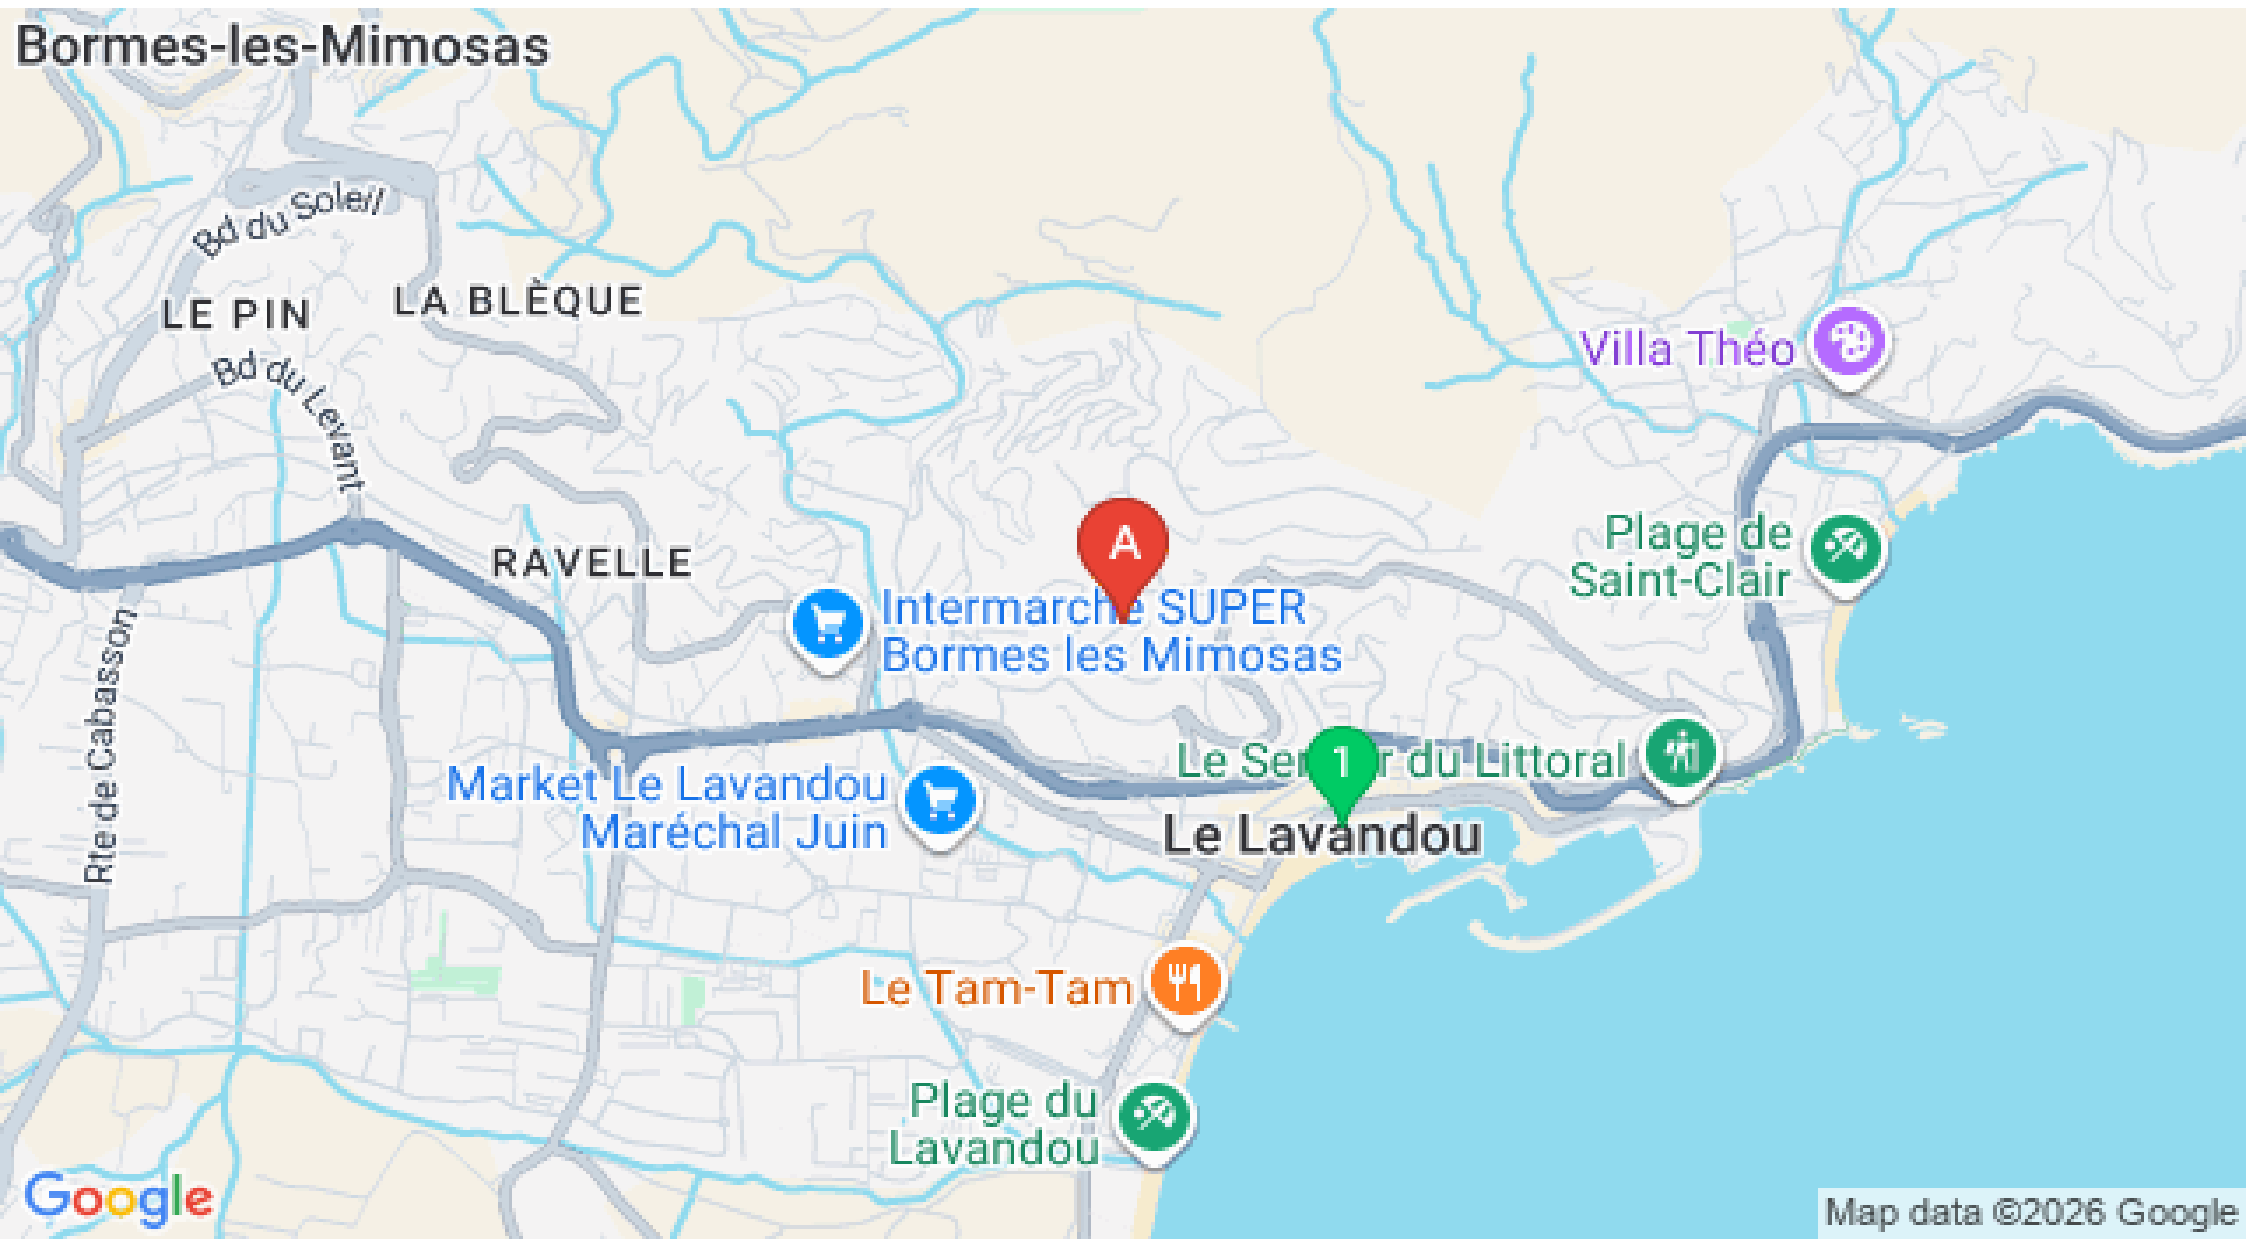 Bormes-les-Mimosas
Bd du Soleil
LE PIN
LA BLÈQUE
Bd du Levant
Villa Théo
RAVELLE
A
Plage de
Saint-Clair
Intermarché SUPER
Bormes les Mimosas
Rte de Cabasson
Market Le Lavandou
Maréchal Juin
1
Le Sentier du Littoral
Le Lavandou
Le Tam-Tam
Plage du
Lavandou
Google
Map data ©2026 Google